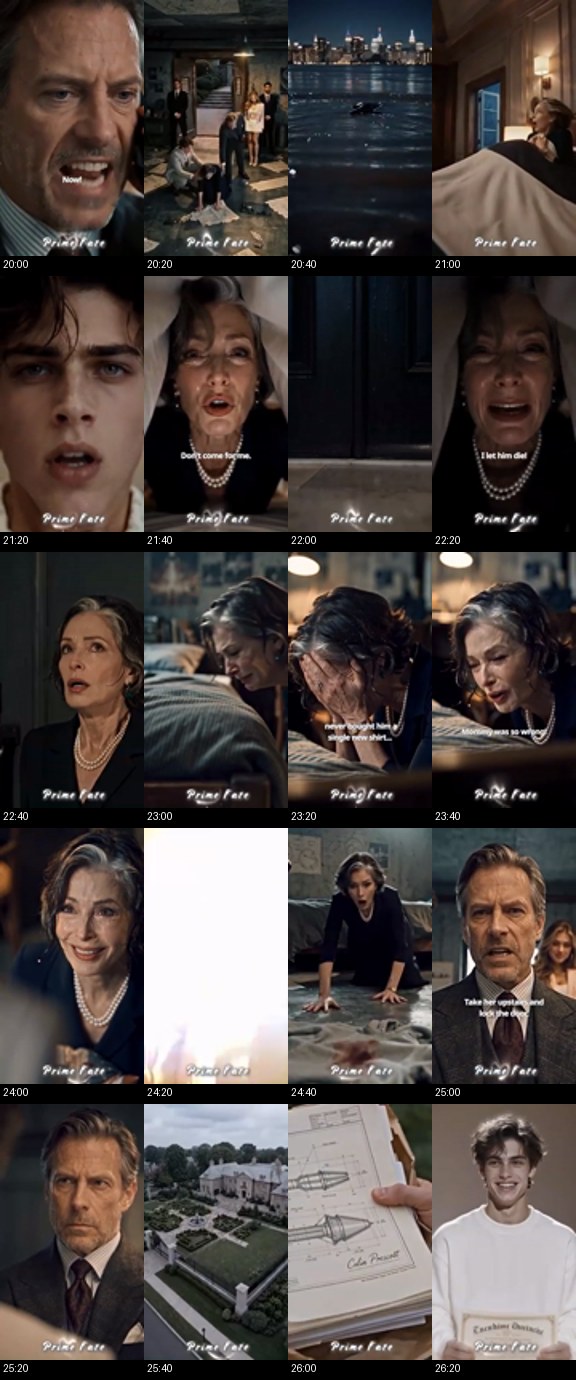 Now!
Prime Fate
20:00
Prime Fate
20:20
Prime Fate
20:40
Prime Fate
21:00
Prime Fate
21:20
Don't come for me.
Prime Fate
21:40
Prime Fate
22:00
I let him die!
Prime Fate
22:20
Prime Fate
22:40
Prime Fate
23:00
never bought him a
single new shirt...
Prime Fate
23:20
Mommy was so wrong!
Prime Fate
23:40
Prime Fate
24:00
Prime Fate
24:20
Prime Fate
24:40
Take her upstairs and
lock the door.
Prime Fate
25:00
Prime Fate
25:20
Prime Fate
25:40
Colin Prescott
Prime Fate
26:00
Prime Fate
26:20